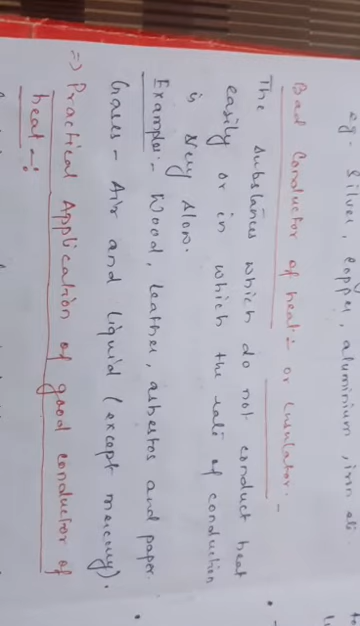 eg. Silver, copper, aluminium, iron etc.
Bad Conductor of heat :- or insulator. -
The substances which do not conduct heat
easily or in which the rate of conduction
is very slow.
Example :- Wood, leather, asbestos and paper.
Gases - Air and liquid (except mercury).
=> Practical Application of good conductor of
heat -: